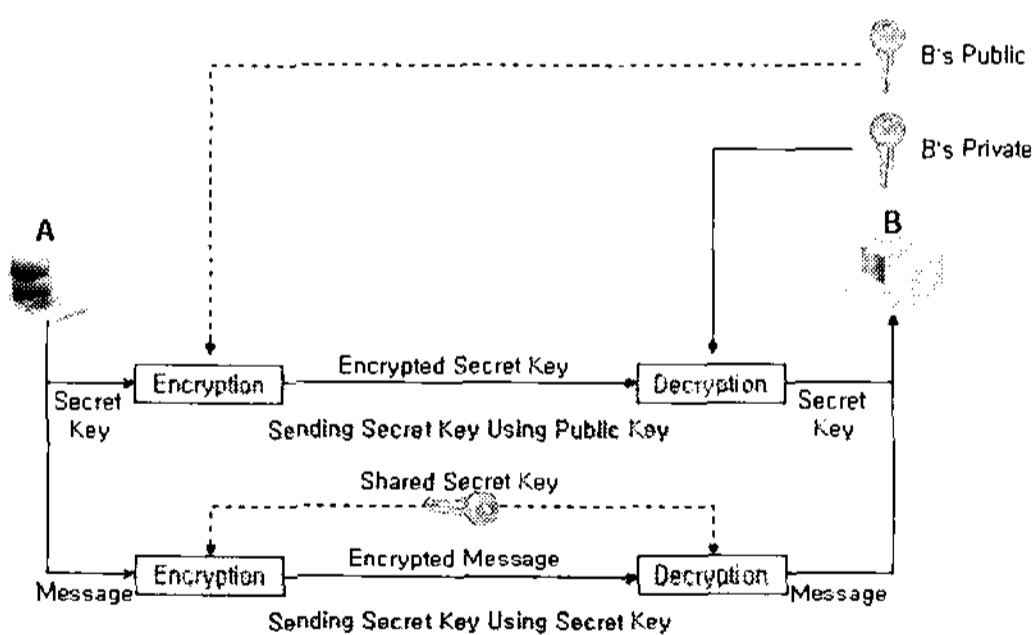 B's Public
B's Private
A
B
Encryption
Encrypted Secret Key
Decryption
Secret
Key
Secret
Key
Sending Secret Key Using Public Key
Shared Secret Key
Encryption
Encrypted Message
Decryption
Message
Message
Sending Secret Key Using Secret Key